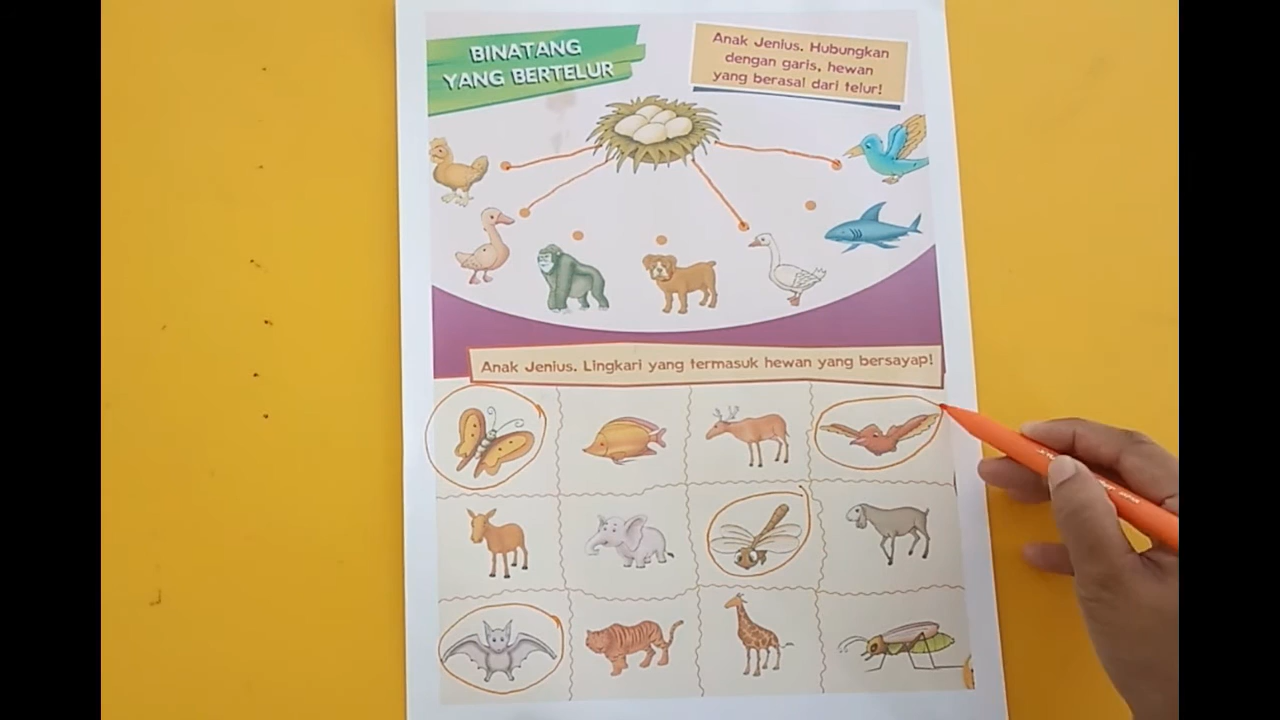 BINATANG
YANG BERTELUR
Anak Jenius. Hubungkan
dengan garis, hewan
yang berasal dari telur!
Anak Jenius. Lingkari yang termasuk hewan yang bersayap!